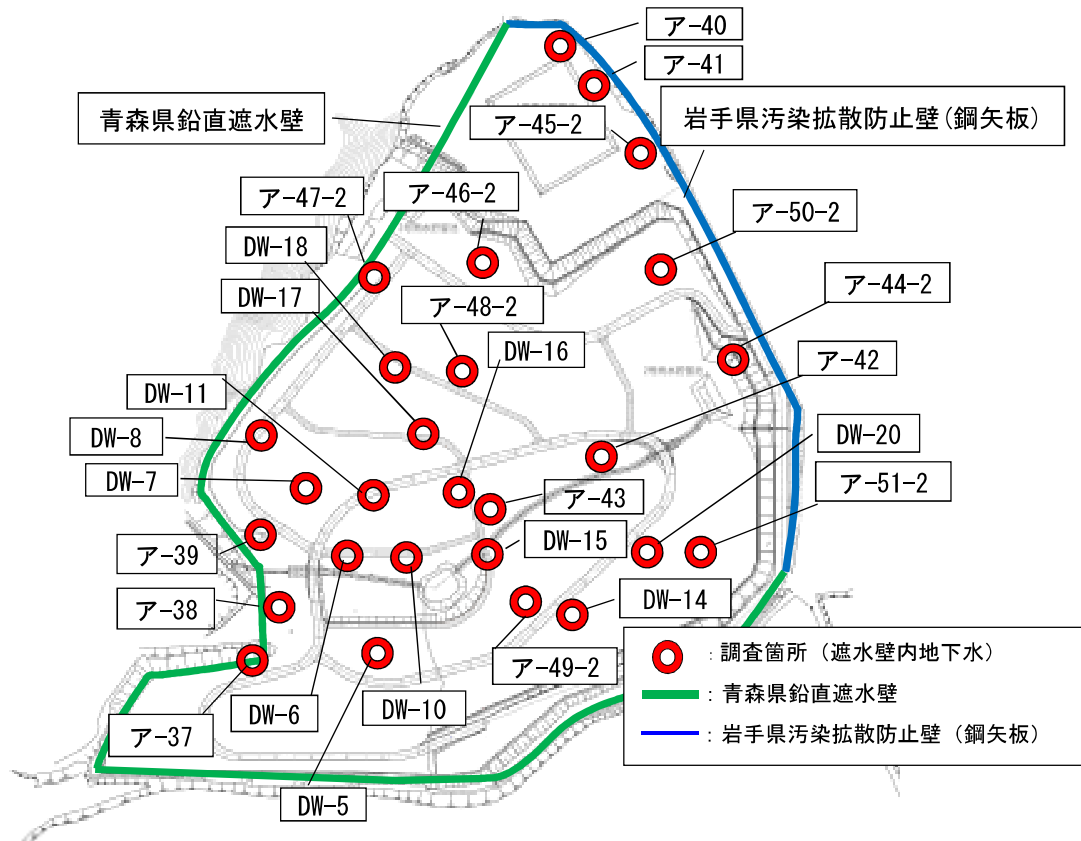 ア-40
ア-41
青森県鉛直遮水壁
ア-45-2
岩手県汚染拡散防止壁(鋼矢板)
ア-47-2
ア-46-2
ア-50-2
DW-18
DW-17
ア-48-2
ア-44-2
DW-16
ア-42
DW-11
DW-8
DW-20
DW-7
ア-51-2
ア-43
ア-39
DW-15
ア-38
DW-14
ア-49-2
DW-6
DW-10
ア-37
DW-5
:調査箇所(遮水壁内地下水)
:青森県鉛直遮水壁
:岩手県汚染拡散防止壁(鋼矢板)